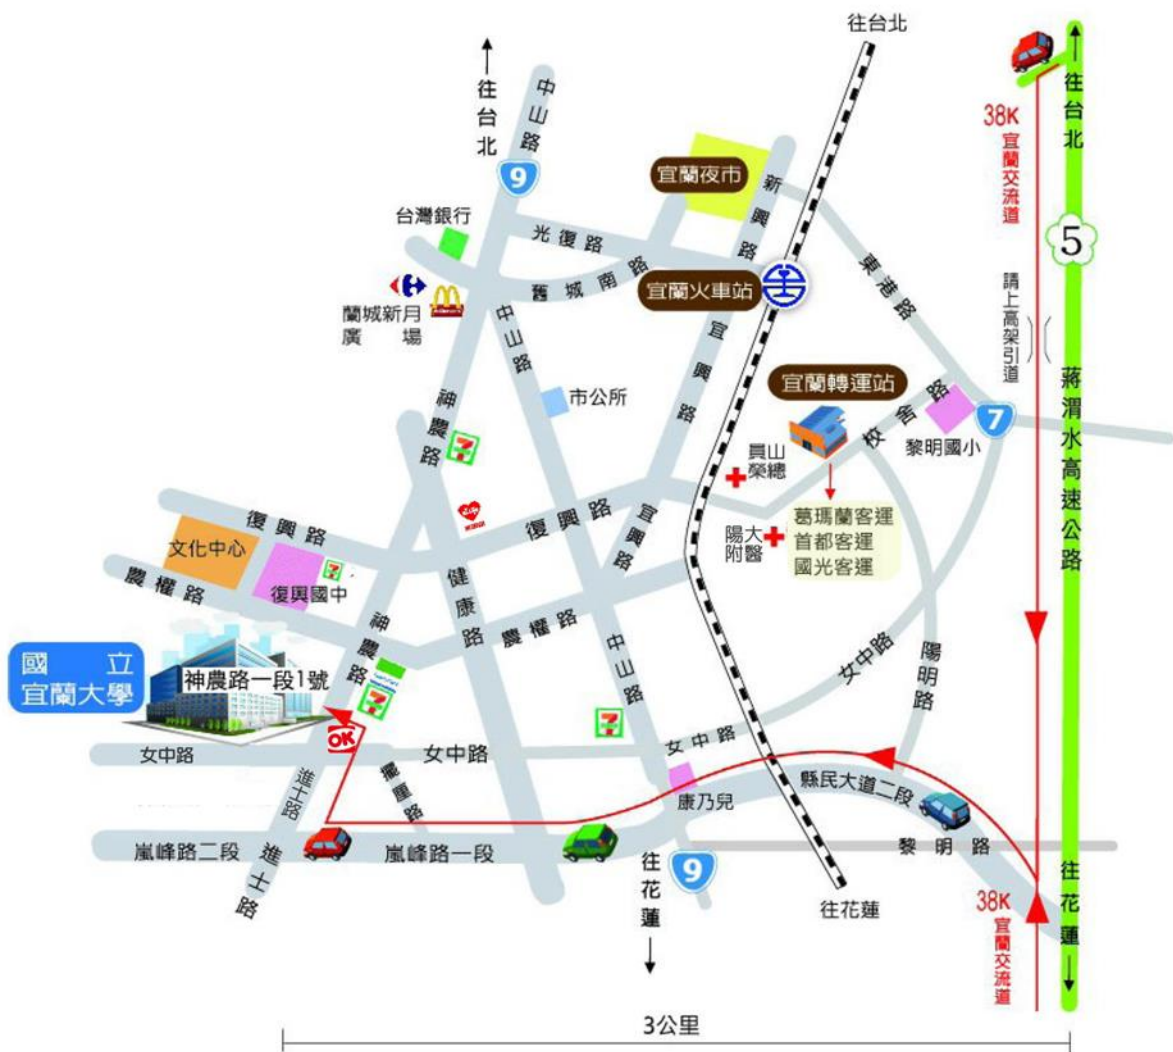 往台北
往台北
往台北
中山路
9
38K
宜蘭交流道
宜蘭夜市
新興路
台灣銀行
光復路
5
舊城南路
宜蘭火車站
東港路
請上高架引道
蘭城新月
廣場
McDonald's
中山路
宜興路
宜蘭轉運站
蔣渭水高速公路
市公所
校舍路
7
黎明國小
神農路
7
員山
榮總
復興路
復興路
宜興路
陽大
附醫
葛瑪蘭客運
首都客運
國光客運
文化中心
復興國中
7
健康路
農權路
農權路
神農路
中山路
女中路
陽明路
國立
宜蘭大學
神農路一段1號
7
OK
7
女中路
女中路
女中路
進士路
擺厘路
康乃兒
縣民大道二段
嵐峰路二段
嵐峰路一段
黎明路
進士路
9
往花蓮
往花蓮
往花蓮
38K
宜蘭交流道
3公里